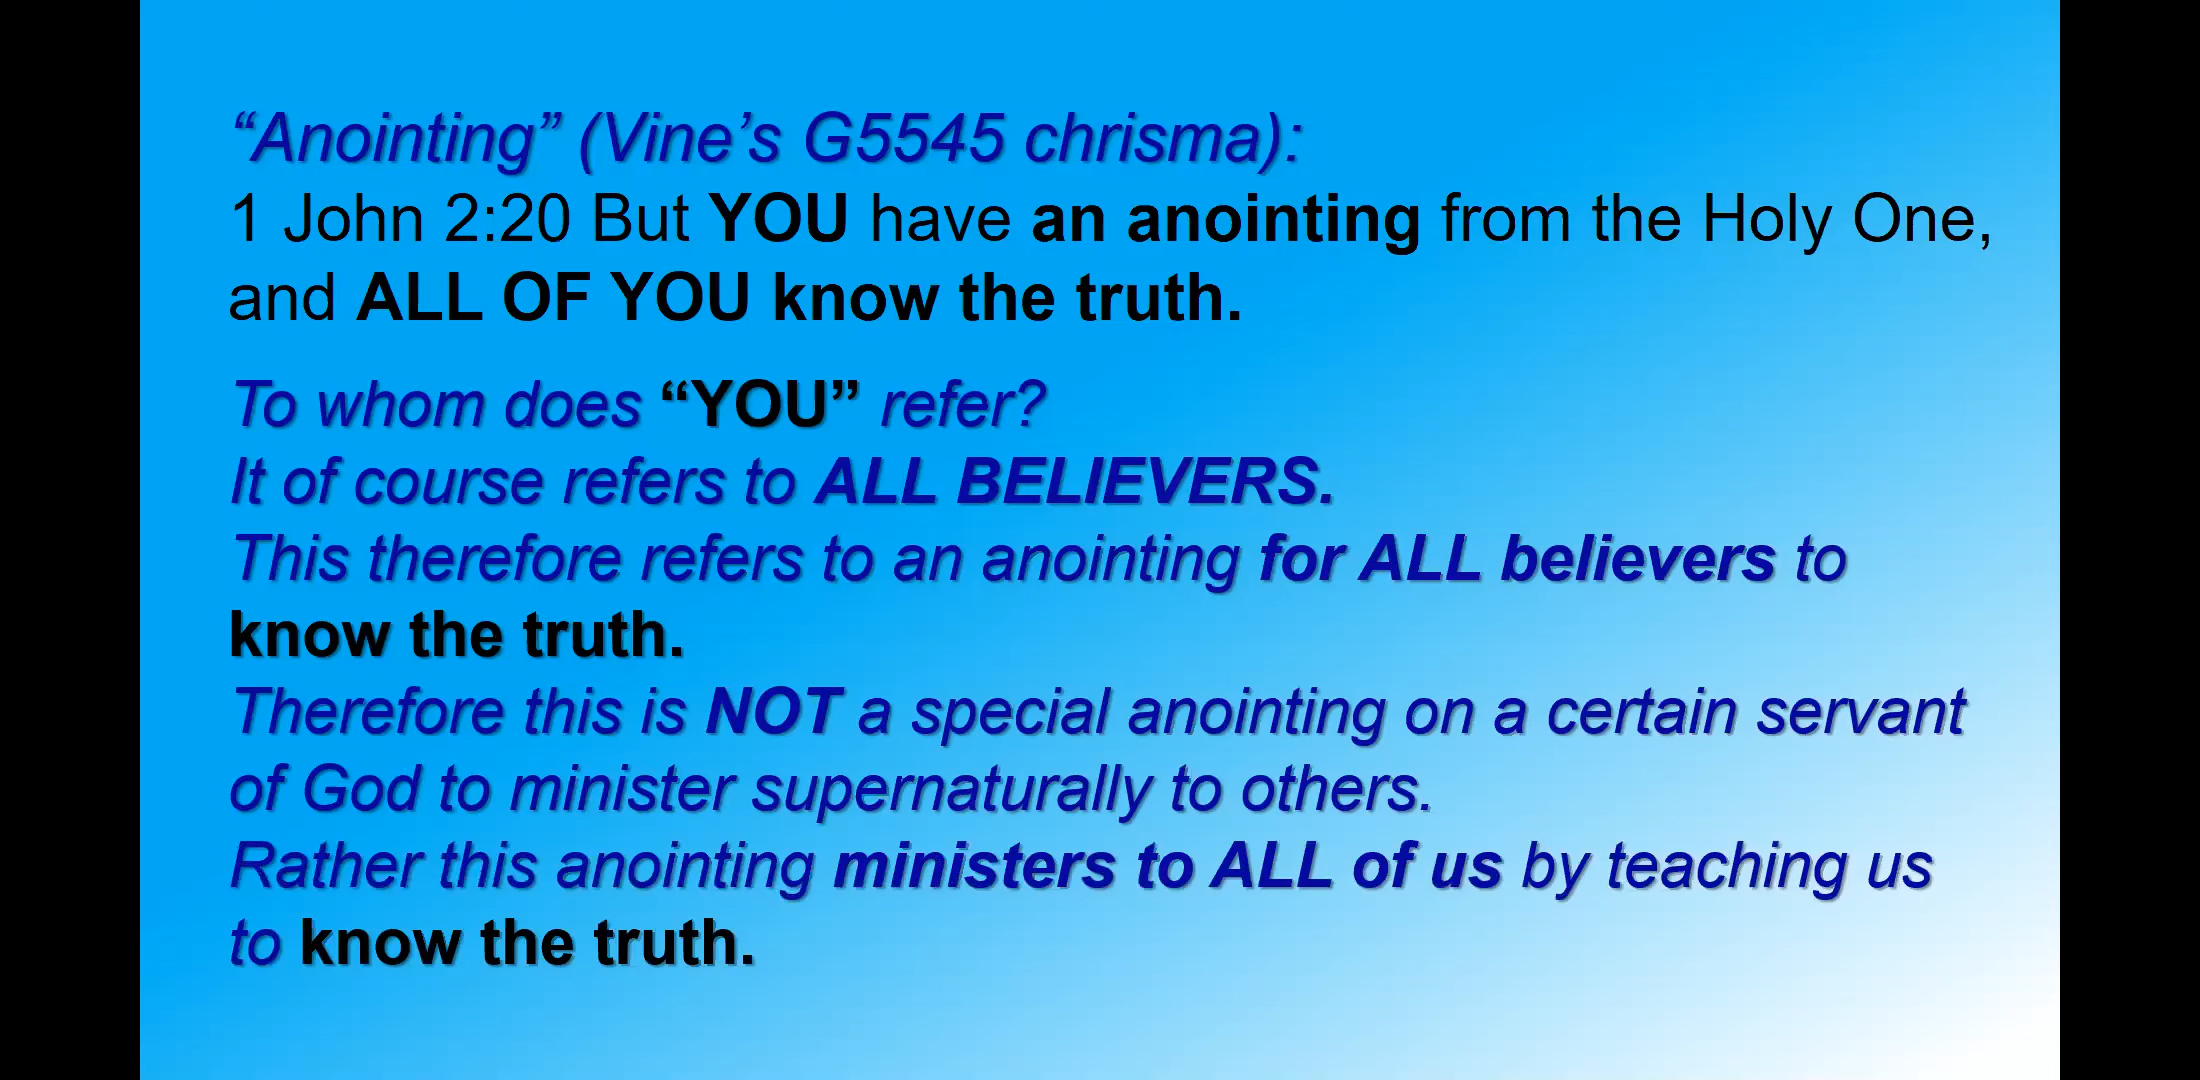 “Anointing” (Vine’s G5545 chrisma):
1 John 2:20 But YOU have an anointing from the Holy One,
and ALL OF YOU know the truth.
To whom does “YOU” refer?
It of course refers to ALL BELIEVERS.
This therefore refers to an anointing for ALL believers to
know the truth.
Therefore this is NOT a special anointing on a certain servant
of God to minister supernaturally to others.
Rather this anointing ministers to ALL of us by teaching us
to know the truth.